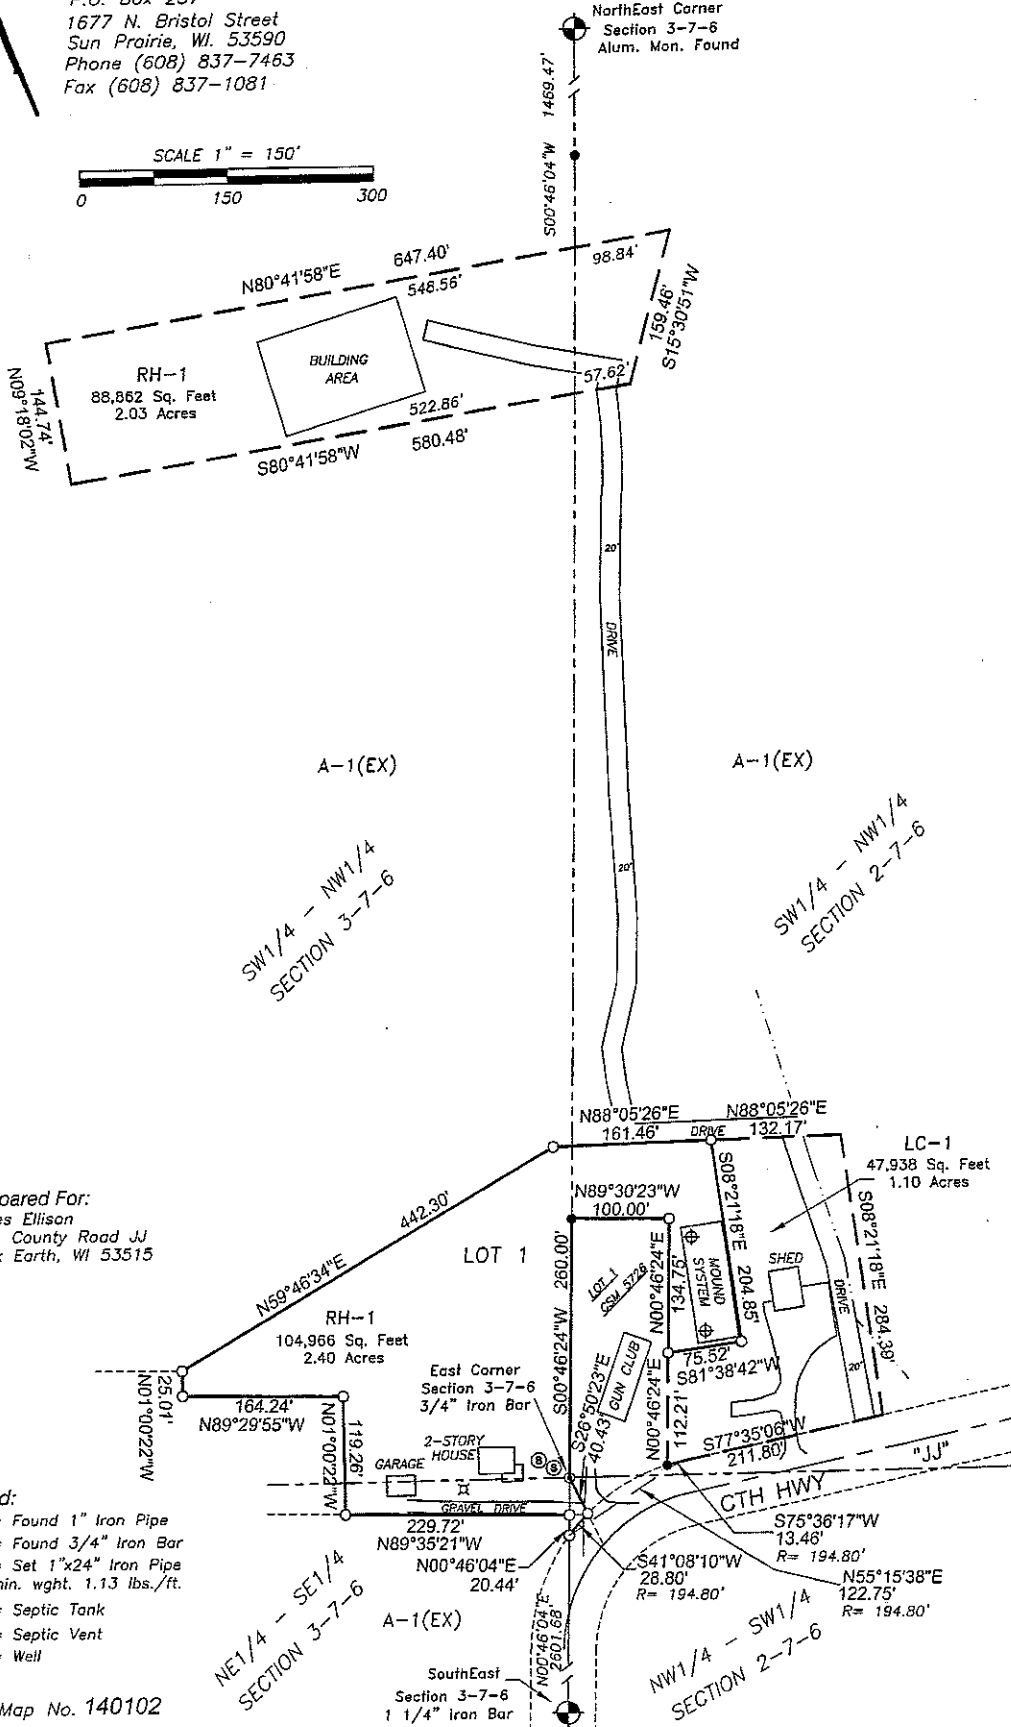 1677 N. Bristol Street
Sun Prairie, WI. 53590
Phone (608) 837-7463
Fax (608) 837-1081
SCALE 1" = 150'
0 150 300
NorthEast Corner
Section 3-7-6
Alum. Mon. Found
S00°46'04"W 1469.47'
N80°41'58"E
647.40'
548.56'
98.84'
159.46'
S15°30'51"W
57.62'
BUILDING
AREA
RH-1
88,862 Sq. Feet
2.03 Acres
144.74'
N09°18'02"W
522.86'
580.48'
S80°41'58"W
20'
DRIVE
20'
A-1(EX)
A-1(EX)
SW1/4 - NW1/4
SECTION 3-7-6
SW1/4 - NW1/4
SECTION 2-7-6
N88°05'26"E
161.46'
N88°05'26"E
132.17'
DRIVE
LC-1
47,938 Sq. Feet
1.10 Acres
S08°21'18"E 204.85'
S08°21'18"E 284.39'
N89°30'23"W
100.00'
442.30'
N59°46'34"E
LOT 1
S00°46'24"W 260.00'
LOT 1
CSM 5726
N00°46'24"E
134.75'
MOUND
SYSTEM
SHED
DRIVE
20'
75.52'
S81°38'42"W
N00°46'24"E
112.21'
GUN CLUB
S26°50'23"E
40.43'
RH-1
104,966 Sq. Feet
2.40 Acres
East Corner
Section 3-7-6
3/4" Iron Bar
25.01'
N01°00'22"W
164.24'
N89°29'55"W
119.26'
N01°00'22"W
2-STORY
HOUSE
GARAGE
S S
GRAVEL DRIVE
229.72'
N89°35'21"W
N00°46'04"E
20.44'
S77°35'06"W
211.80'
"JJ"
CTH HWY
S75°36'17"W
13.46'
R= 194.80'
S41°08'10"W
28.80'
R= 194.80'
N55°15'38"E
122.75'
R= 194.80'
N00°46'04"E
2601.68'
A-1(EX)
NE1/4 - SE1/4
SECTION 3-7-6
NW1/4 - SW1/4
SECTION 2-7-6
SouthEast
Section 3-7-6
1 1/4" Iron Bar
For:
Ellison
County Road JJ
Earth, WI 53515
= Found 1" Iron Pipe
= Found 3/4" Iron Bar
= Set 1"x24" Iron Pipe
min. wght. 1.13 lbs./ft.
= Septic Tank
= Septic Vent
= Well
Map No. 140102